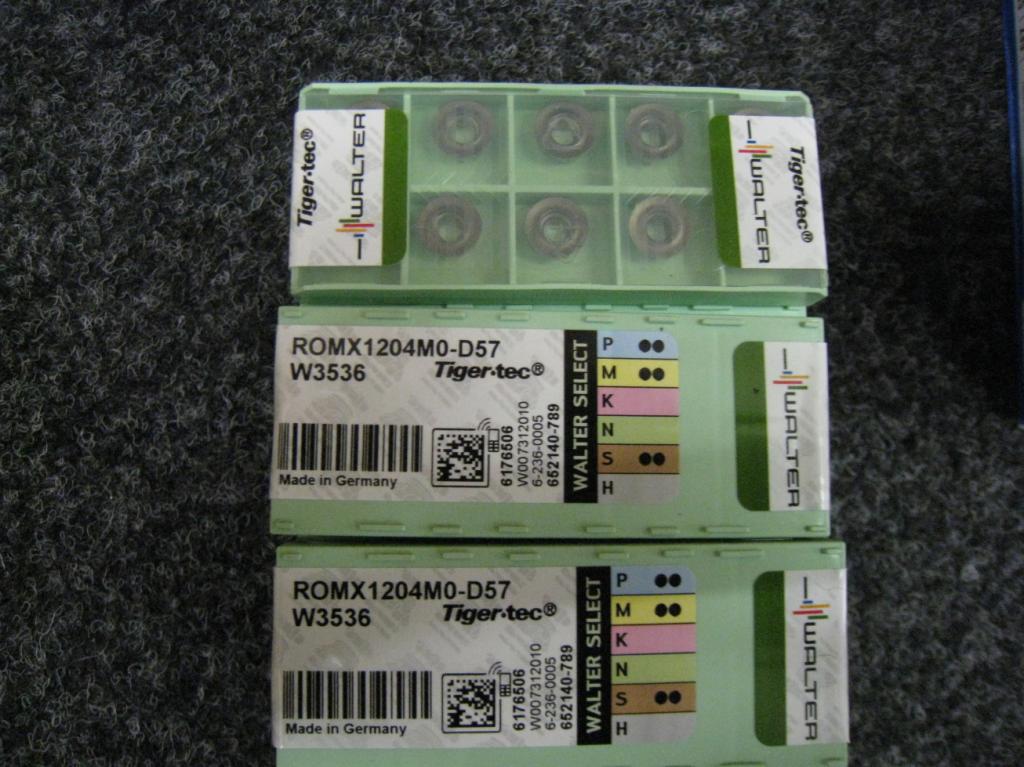 Tiger·tec®
WALTER
WALTER
Tiger·tec®
ROMX1204M0-D57
W3536
Tiger·tec®
Made in Germany
6176506
W007312010
6-236-0005
652140-789
WALTER SELECT
P
M
K
N
S
H
WALTER
ROMX1204M0-D57
W3536
Tiger·tec®
Made in Germany
6176506
W007312010
6-236-0005
652140-789
WALTER SELECT
P
M
K
N
S
H
WALTER